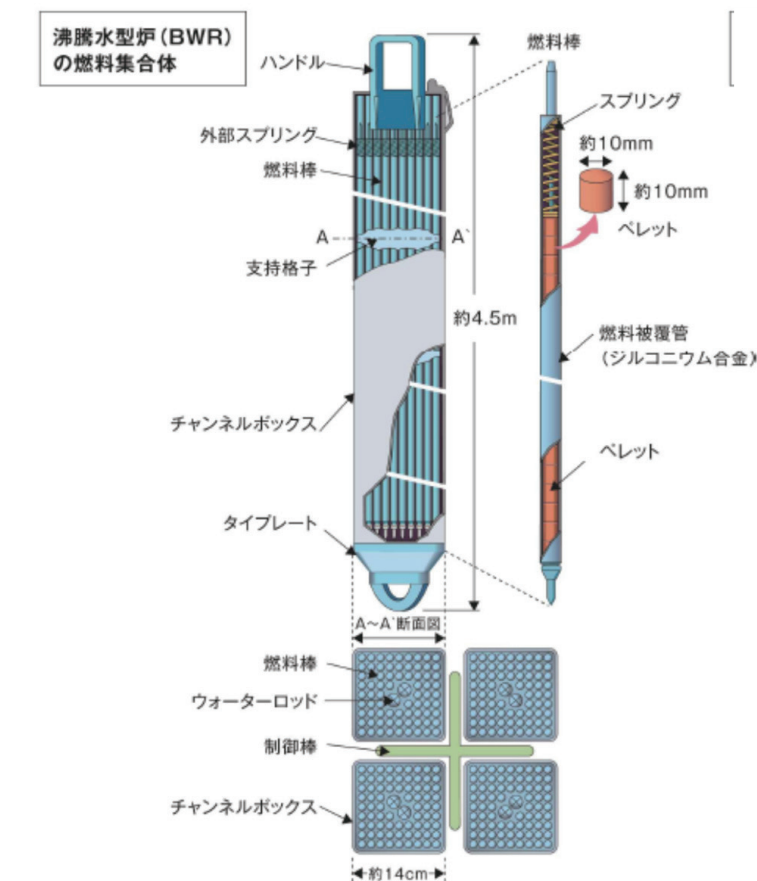 沸騰水型炉(BWR)
の燃料集合体
ハンドル
燃料棒
スプリング
外部スプリング
約10mm
燃料棒
約10mm
ペレット
A
A`
支持格子
約4.5m
燃料被覆管
(ジルコニウム合金)
チャンネルボックス
ペレット
タイプレート
A〜A`断面図
燃料棒
ウォーターロッド
制御棒
チャンネルボックス
約14cm